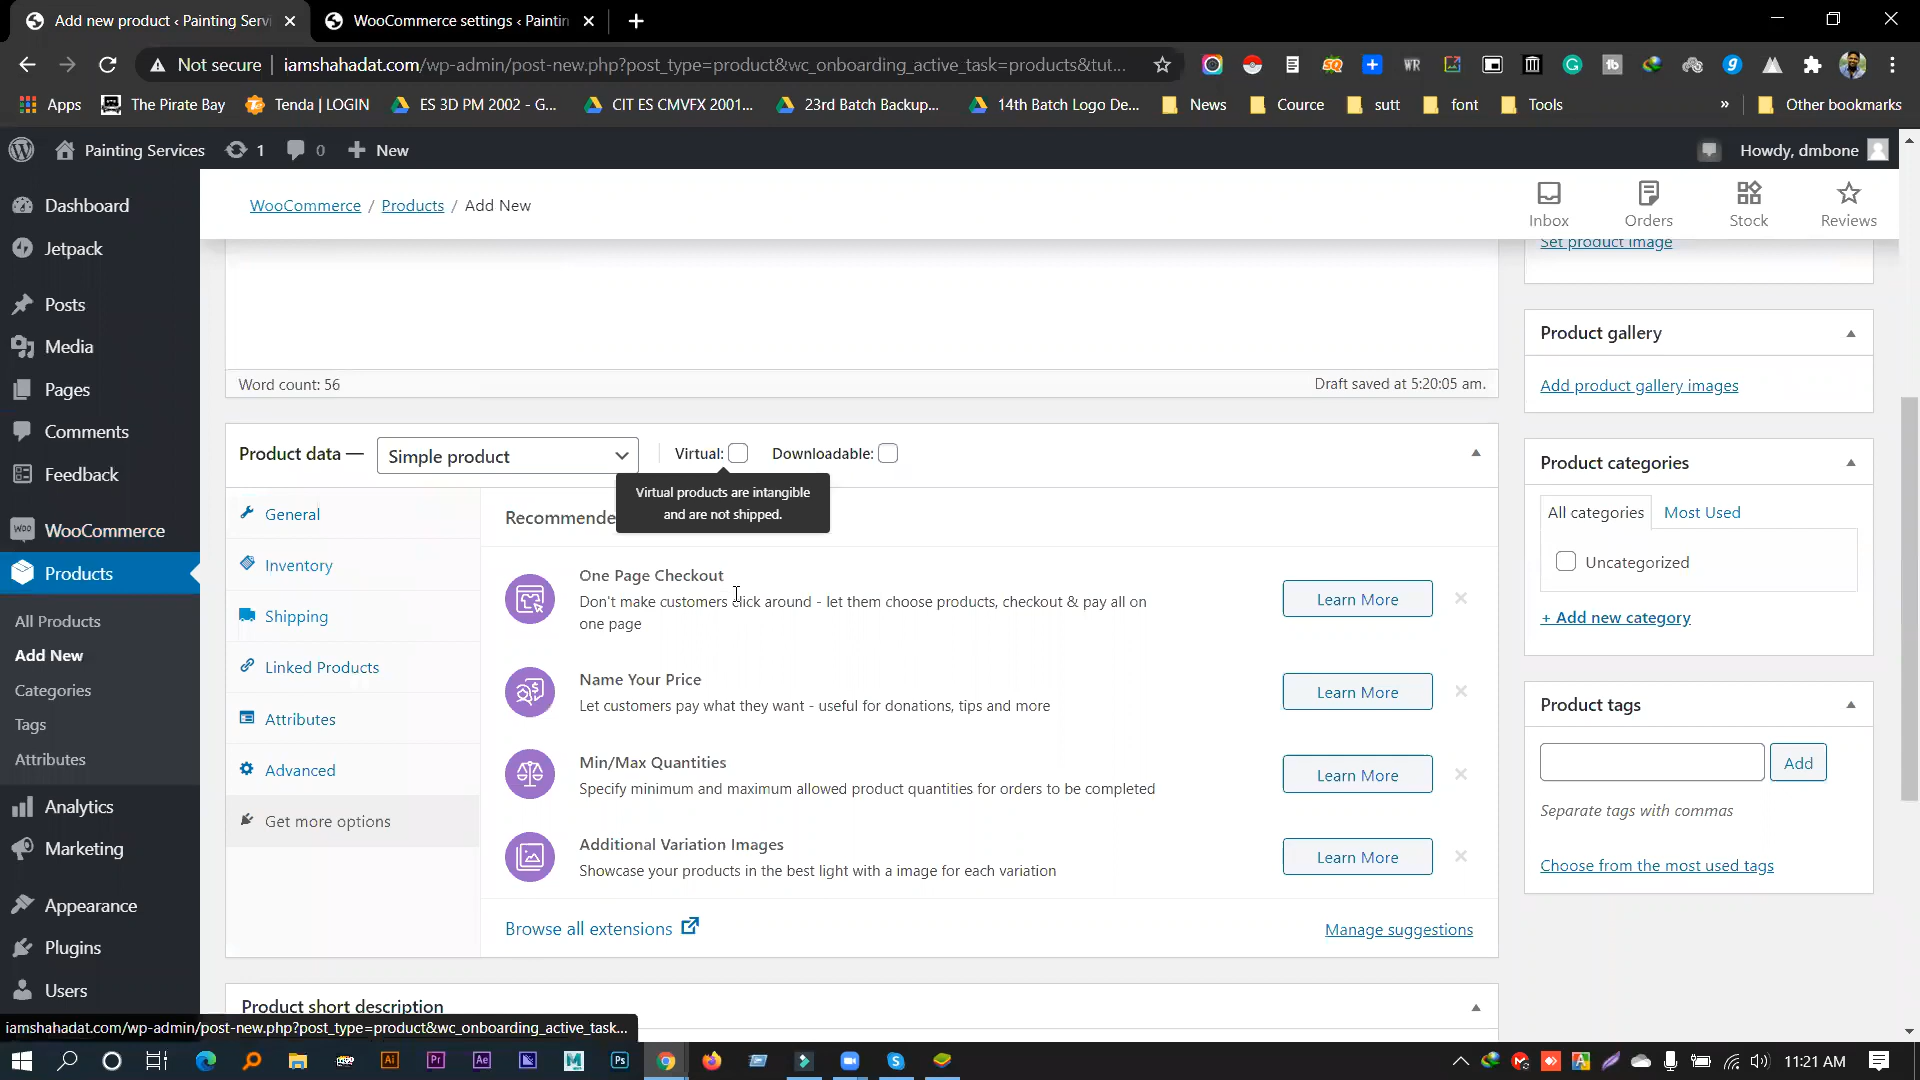 Add new product ‹ Painting Servi
WooCommerce settings ‹ Paintin
Not secure
iamshahadat.com/wp-admin/post-new.php?post_type=product&wc_onboarding_active_task=products&tut...
Apps
The Pirate Bay
Tenda | LOGIN
ES 3D PM 2002 - G...
CIT ES CMVFX 2001...
23rd Batch Backup...
14th Batch Logo De...
News
Cource
sutt
font
Tools
»
Other bookmarks
Painting Services
1
0
New
Howdy, dmbone
Dashboard
Jetpack
Posts
Media
Pages
Comments
Feedback
WooCommerce
Products
All Products
Add New
Categories
Tags
Attributes
Analytics
Marketing
Appearance
Plugins
Users
WooCommerce / Products / Add New
Inbox
Orders
Stock
Reviews
Word count: 56
Draft saved at 5:20:05 am.
Product data —
Simple product
Virtual:
Downloadable:
Virtual products are intangible
and are not shipped.
General
Inventory
Shipping
Linked Products
Attributes
Advanced
Get more options
Recommende
One Page Checkout
Don't make customers click around - let them choose products, checkout & pay all on
one page
Learn More
Name Your Price
Let customers pay what they want - useful for donations, tips and more
Learn More
Min/Max Quantities
Specify minimum and maximum allowed product quantities for orders to be completed
Learn More
Additional Variation Images
Showcase your products in the best light with a image for each variation
Learn More
Browse all extensions
Manage suggestions
Product short description
Set product image
Product gallery
Add product gallery images
Product categories
All categories
Most Used
Uncategorized
+ Add new category
Product tags
Add
Separate tags with commas
Choose from the most used tags
iamshahadat.com/wp-admin/post-new.php?post_type=product&wc_onboarding_active_task...
11:21 AM